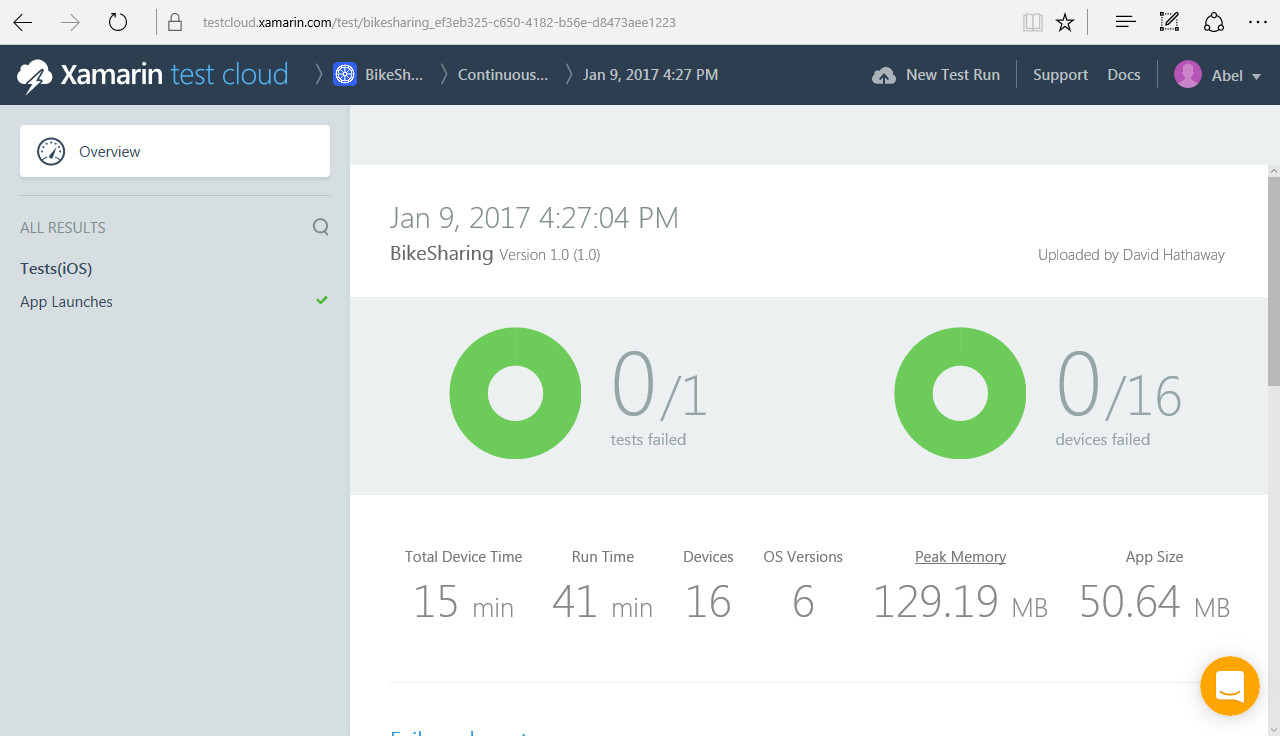 testcloud.xamarin.com/test/bikesharing_ef3eb325-c650-4182-b56e-d8473aee1223
Xamarin test cloud
BikeSh...
Continuous...
Jan 9, 2017 4:27 PM
New Test Run
Support
Docs
Abel
Overview
ALL RESULTS
Tests(iOS)
App Launches
Jan 9, 2017 4:27:04 PM
BikeSharing Version 1.0 (1.0)
Uploaded by David Hathaway
0/1
tests failed
0/16
devices failed
Total Device Time
15 min
Run Time
41 min
Devices
16
OS Versions
6
Peak Memory
129.19 MB
App Size
50.64 MB